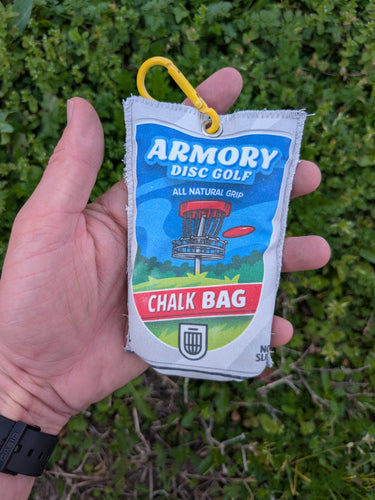 ARMORY
DISC GOLF
ALL NATURAL GRIP
CHALK BAG